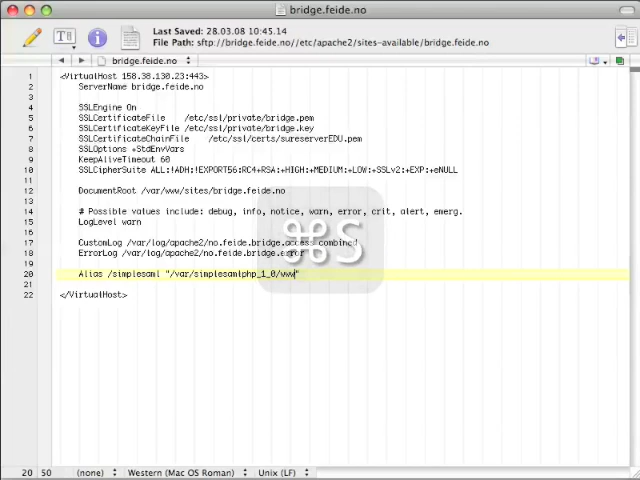 bridge.feide.no
Last Saved: 28.03.08 10:45.14
File Path: sftp://bridge.feide.no//etc/apache2/sites-available/bridge.feide.no
bridge.feide.no
1 <VirtualHost 158.38.130.23:443>
2 ServerName bridge.feide.no
3
4 SSLEngine On
5 SSLCertificateFile /etc/ssl/private/bridge.pem
6 SSLCertificateKeyFile /etc/ssl/private/bridge.key
7 SSLCertificateChainFile /etc/ssl/certs/sureserverEDU.pem
8 SSLOptions +StdEnvVars
9 KeepAliveTimeout 60
10 SSLCipherSuite ALL:!ADH:!EXPORT56:RC4+RSA:+HIGH:+MEDIUM:+LOW:+SSLv2:+EXP:+eNULL
11
12 DocumentRoot /var/www/sites/bridge.feide.no
13
14 # Possible values include: debug, info, notice, warn, error, crit, alert, emerg.
15 LogLevel warn
16
17 CustomLog /var/log/apache2/no.feide.bridge.access combined
18 ErrorLog /var/log/apache2/no.feide.bridge.error
19
20 Alias /simplesaml "/var/simplesamlphp_1_0/www"
21
22 </VirtualHost>
⌘S
20 50 (none) Western (Mac OS Roman) Unix (LF)